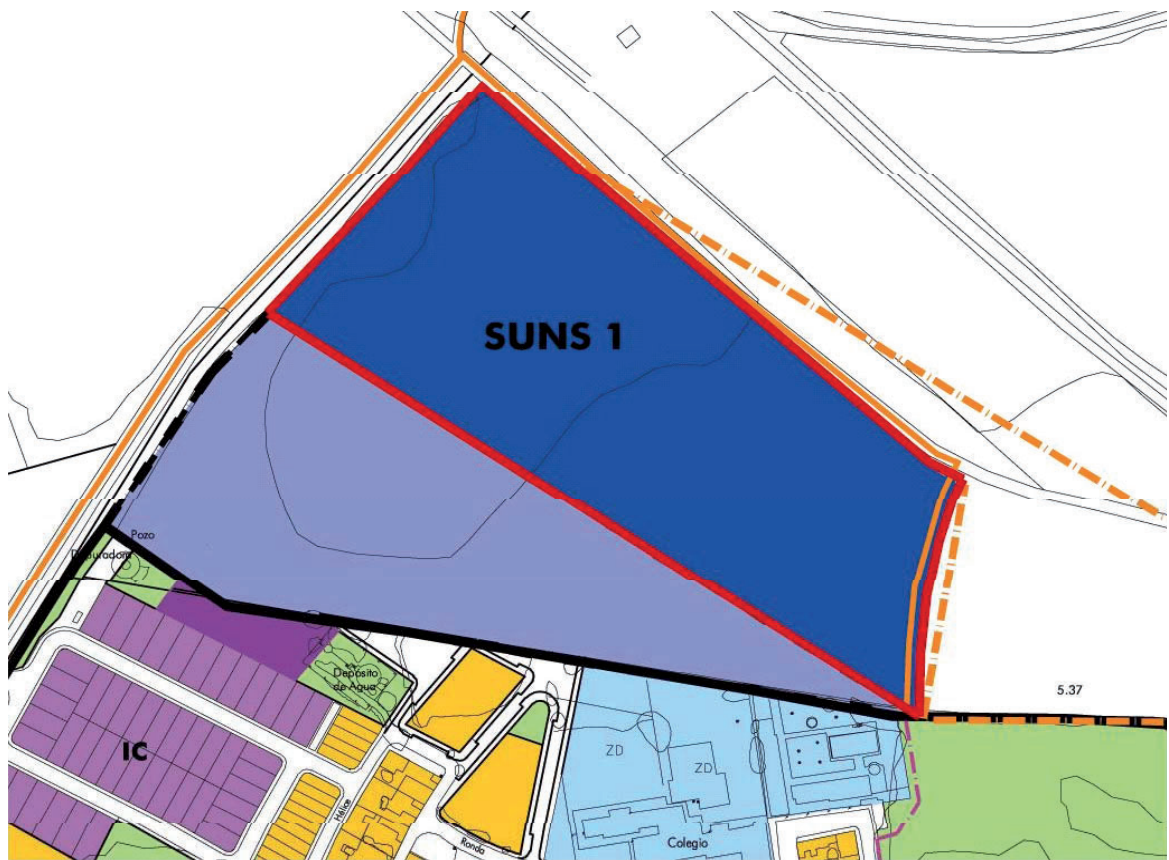 SUNS 1
Pozo
Depuradora
Depósito
de Agua
5.37
IC
ZD
ZD
Hélice
Ronda
Colegio